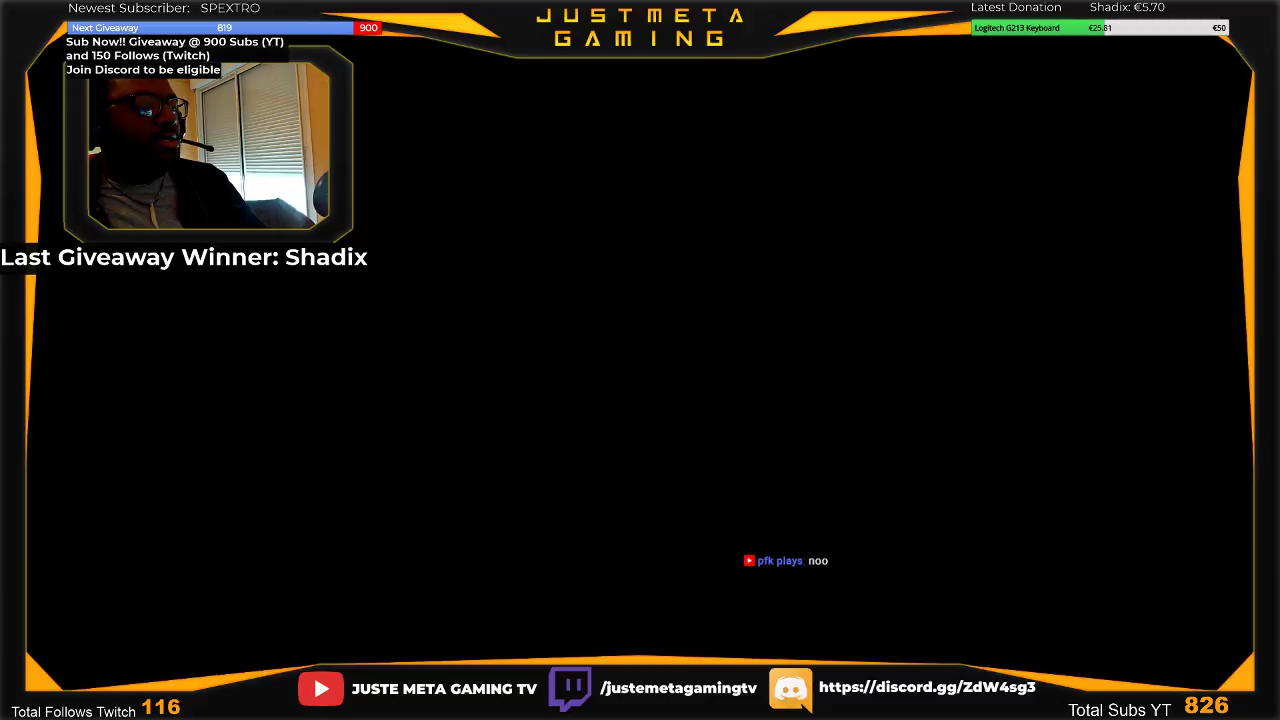 Newest Subscriber: SPEXTRO
Next Giveaway 819 900
Sub Now!! Giveaway @ 900 Subs (YT)
and 150 Follows (Twitch)
Join Discord to be eligible
JUSTMETA
GAMING
Latest Donation Shadix: €5.70
Logitech G213 Keyboard €25.81 €50
Last Giveaway Winner: Shadix
pfk plays: noo
JUSTE META GAMING TV
/justemetagamingtv
https://discord.gg/ZdW4sg3
Total Follows Twitch 116
Total Subs YT 826